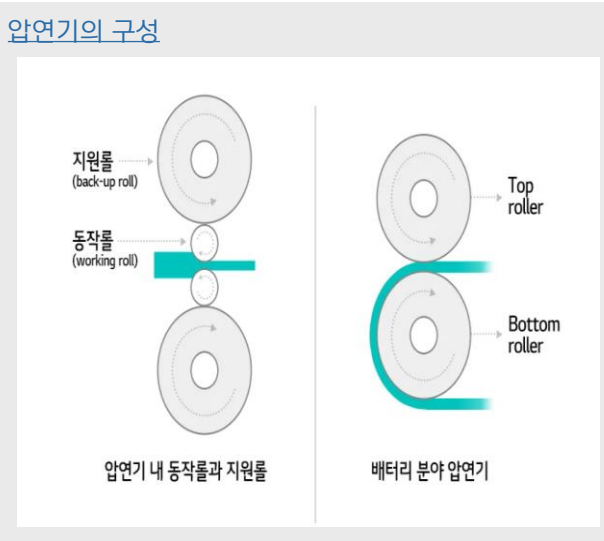 압연기의 구성
지원롤
(back-up roll)
동작롤
(working roll)
압연기 내 동작롤과 지원롤
Top
roller
Bottom
roller
배터리 분야 압연기